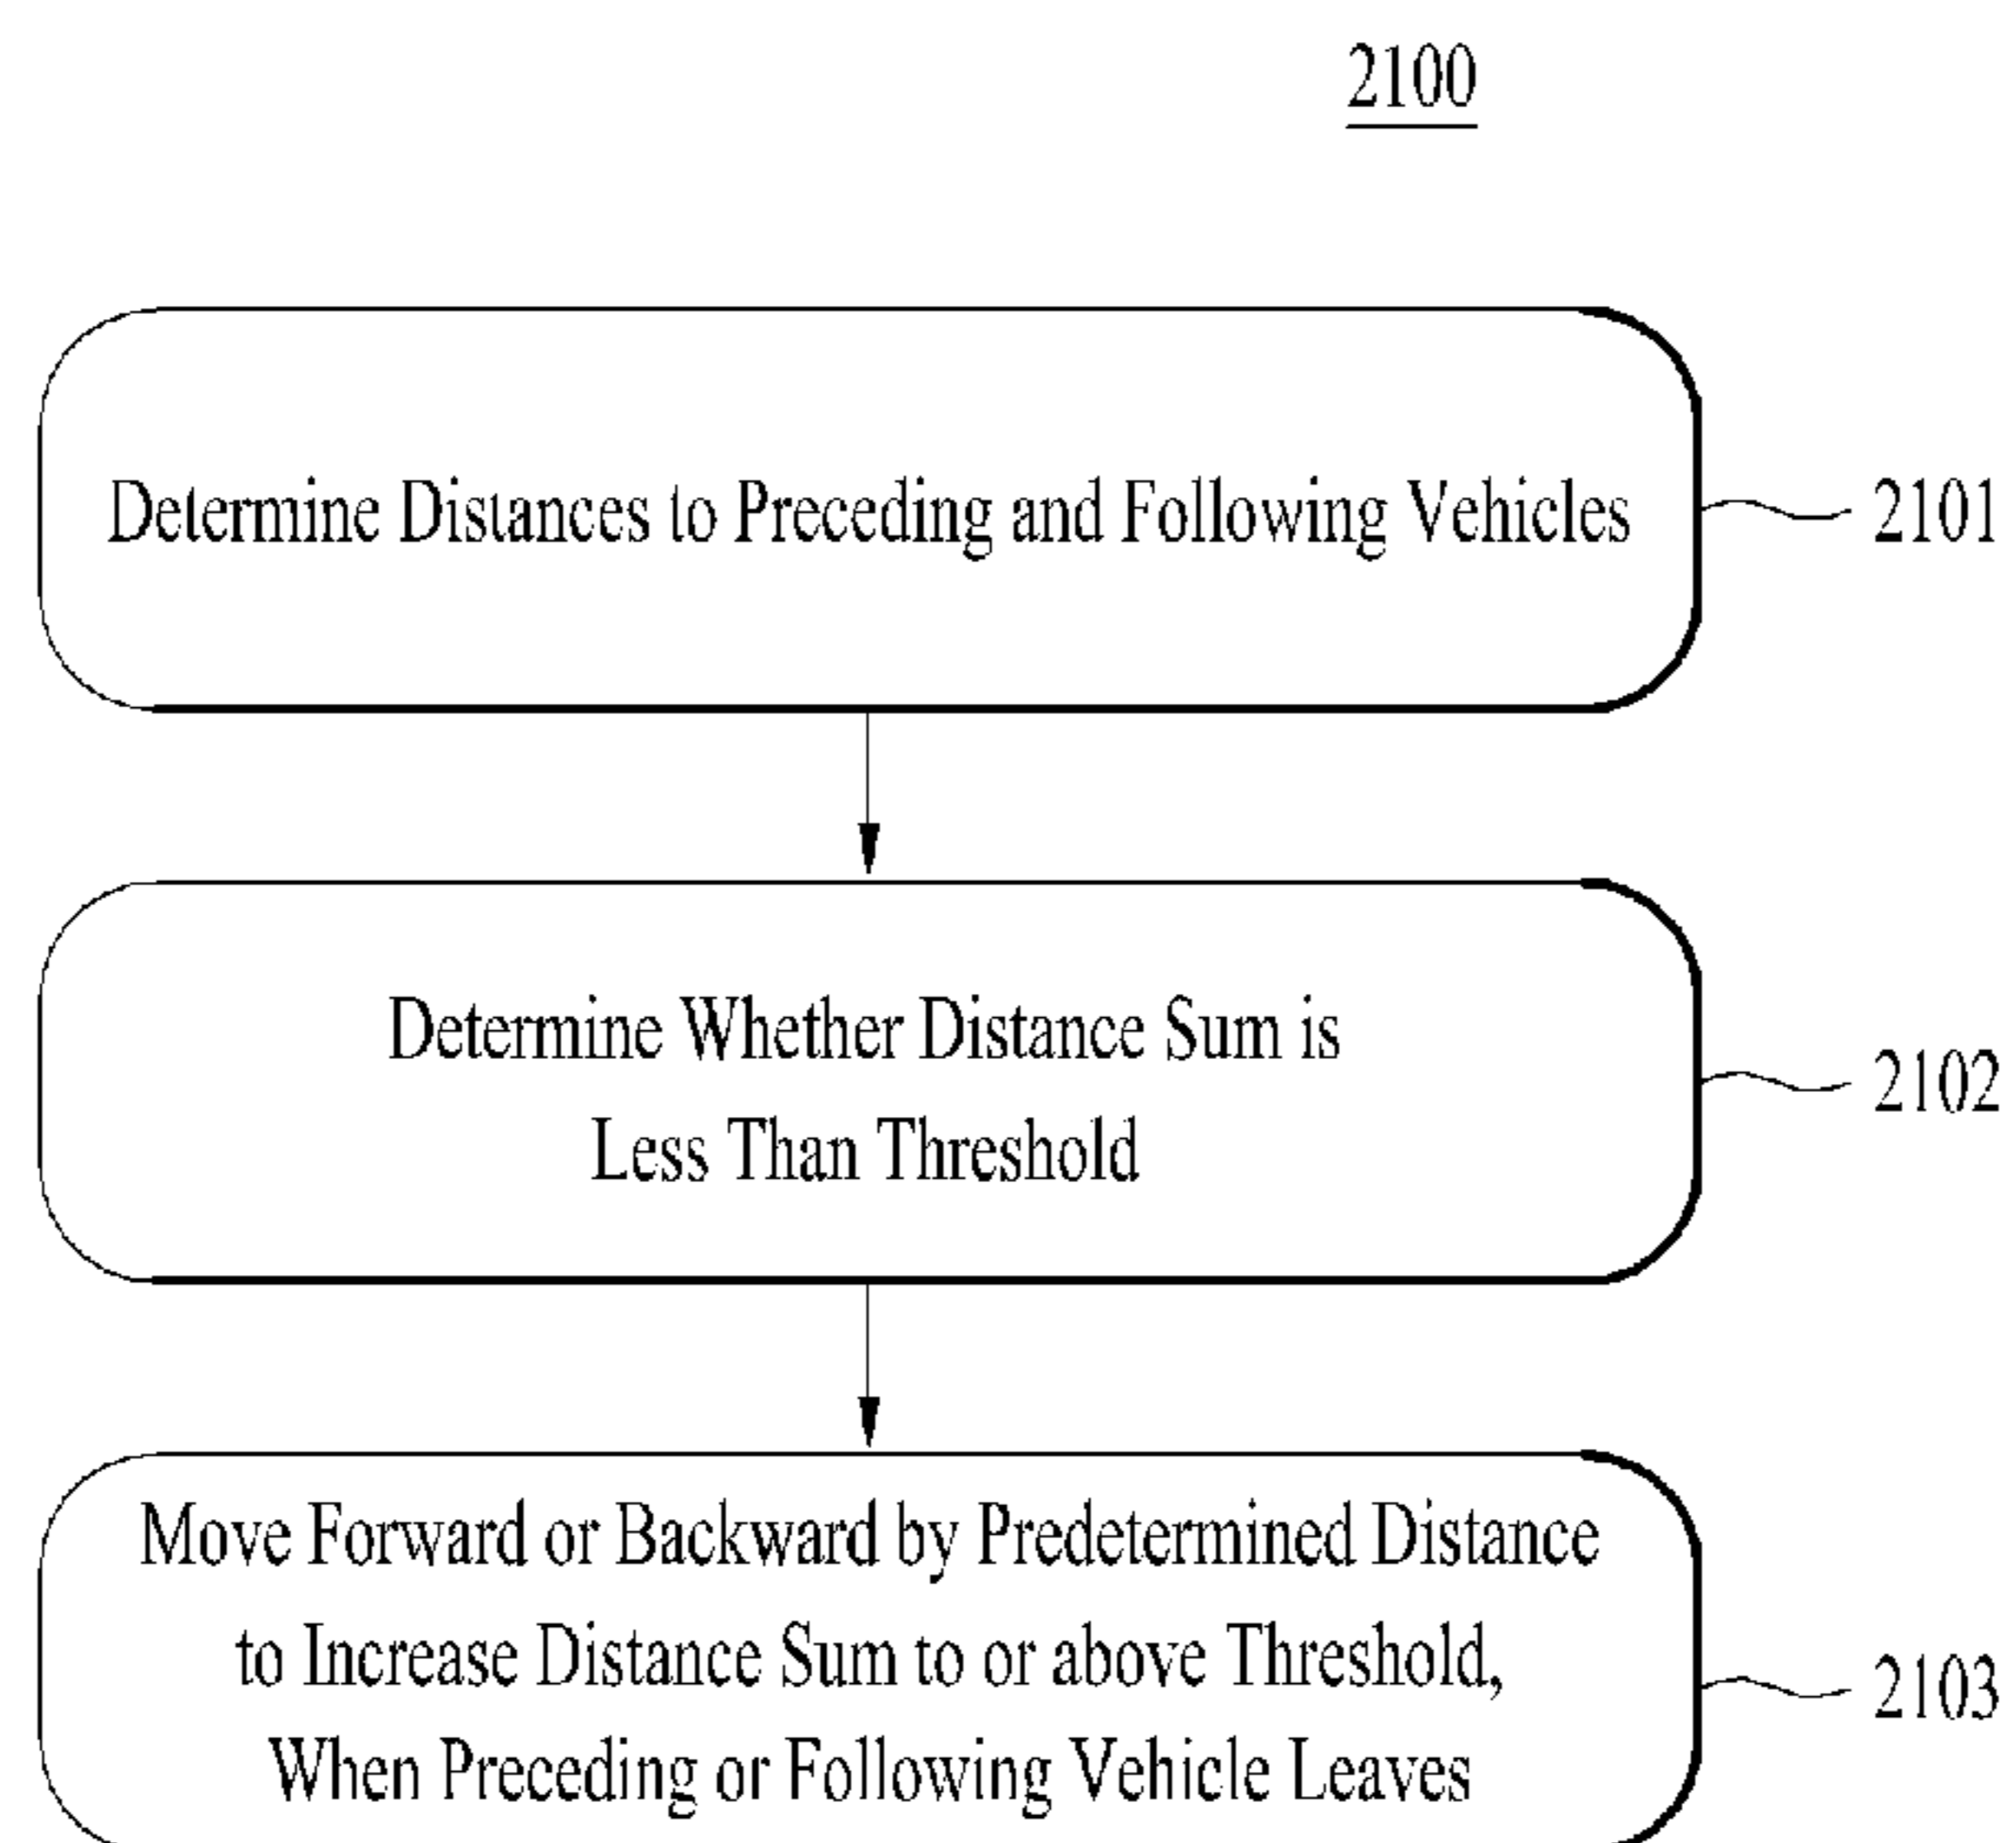 2100
Determine Distances to Preceding and Following Vehicles
2101
Determine Whether Distance Sum is
Less Than Threshold
2102
Move Forward or Backward by Predetermined Distance
to Increase Distance Sum to or above Threshold,
When Preceding or Following Vehicle Leaves
2103